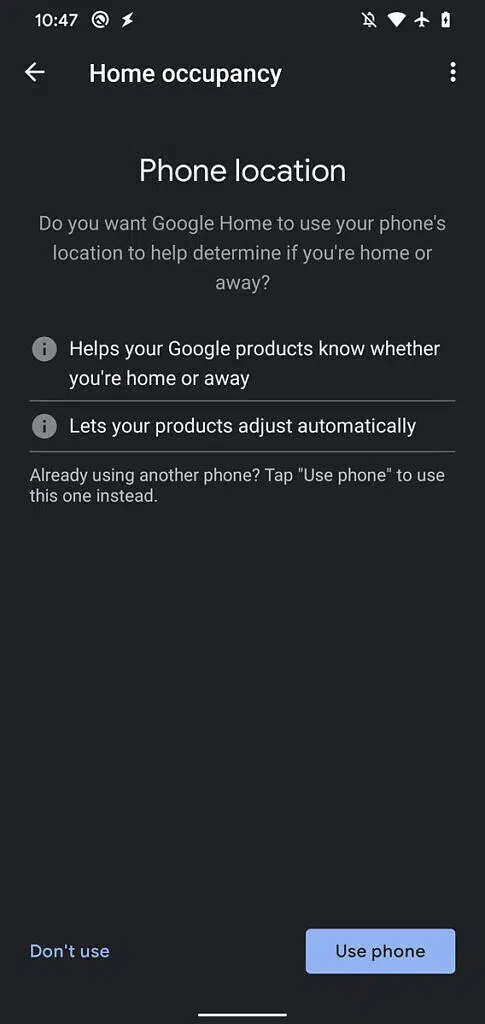 10:47
Home occupancy
Phone location
Do you want Google Home to use your phone's
location to help determine if you're home or
away?
Helps your Google products know whether
you're home or away
Lets your products adjust automatically
Already using another phone? Tap "Use phone" to use
this one instead.
Don't use
Use phone